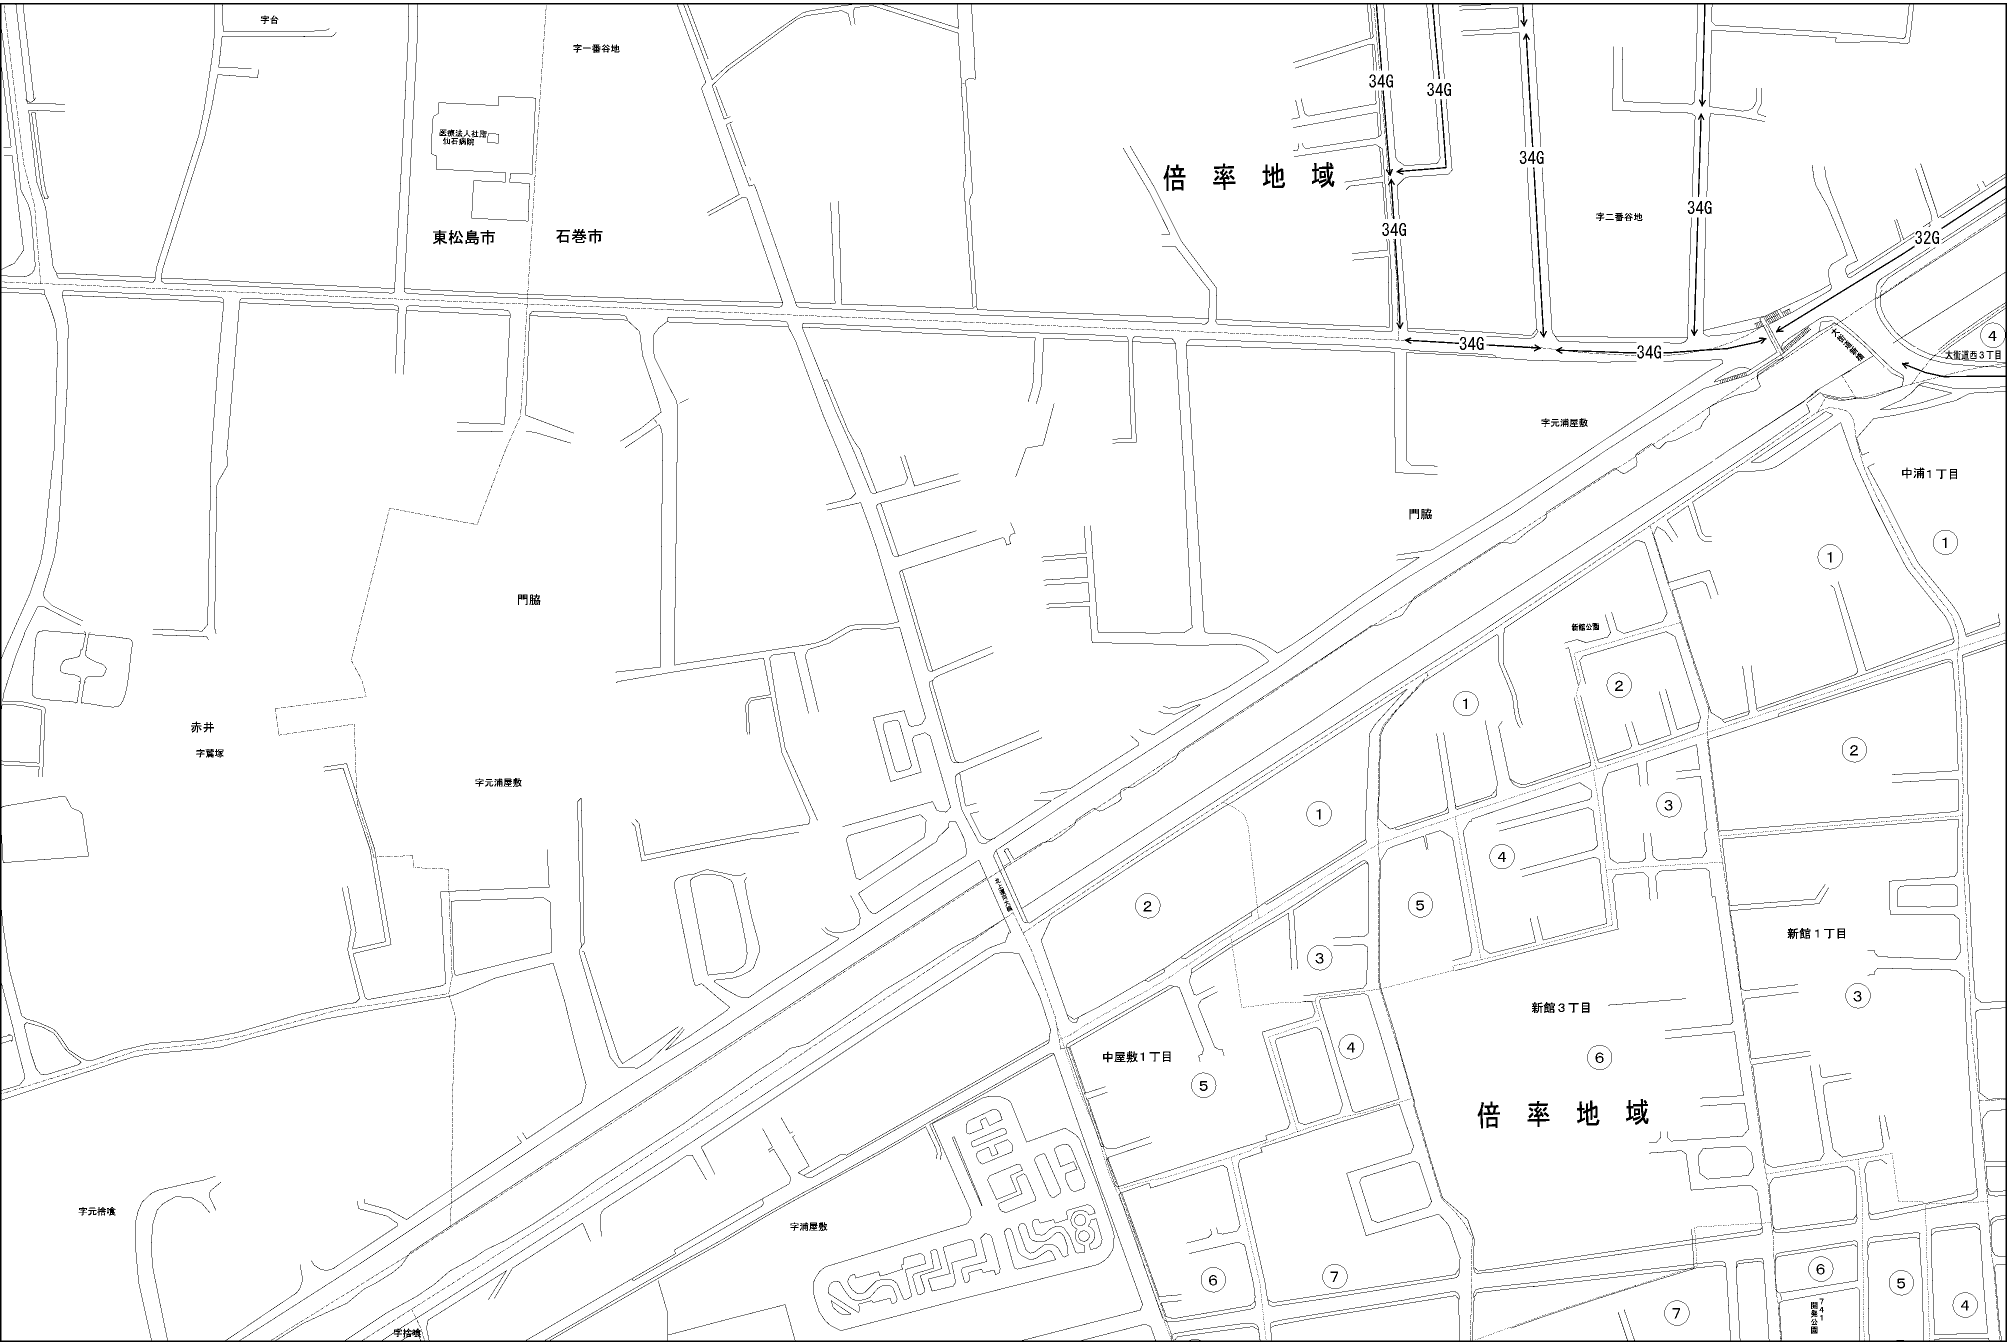 字台
字一番谷地
34G
34G
医療法人社団
仙石病院
34G
倍率地域
34G
字二番谷地
34G
東松島市
石巻市
32G
34G
34G
④
大街道西3丁目
字元浦屋敷
中浦1丁目
門脇
①
①
門脇
新館公園
②
①
赤井
字鷲塚
字元浦屋敷
②
③
①
④
②
⑤
新館1丁目
③
③
新館3丁目
④
中屋敷1丁目
⑥
⑤
倍率地域
字元捨喰
字浦屋敷
⑥
⑦
⑥
⑤
④
⑦
741
開発公園
字捨喰